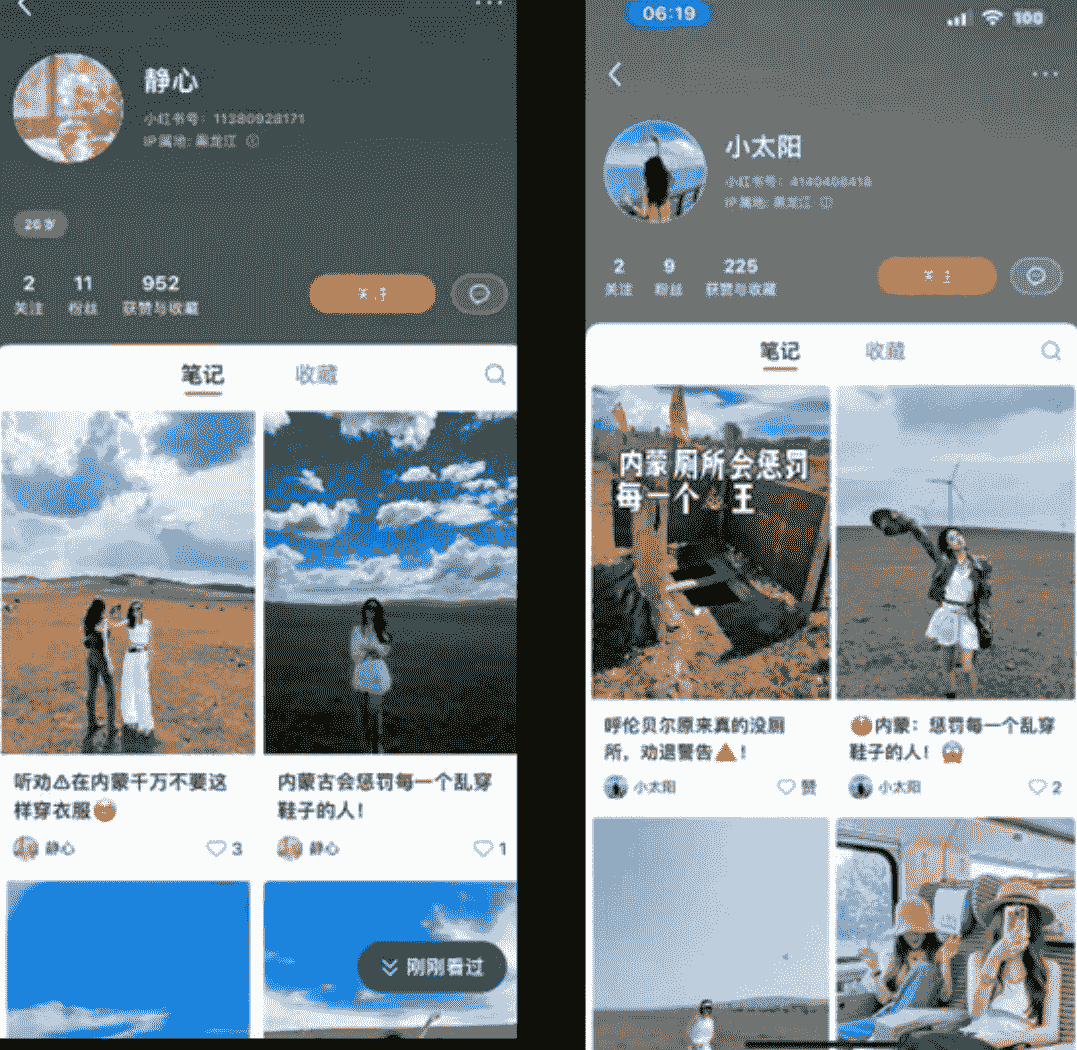 静心
小红书号：11380928171
IP属地：黑龙江
26岁
2 11 952
关注 粉丝 获赞与收藏
笔记 收藏
听劝⚠在内蒙千万不要这
样穿衣服
静心 3
内蒙古会惩罚每一个乱穿
鞋子的人！
静心 1
刚刚看过
06:19
100
小太阳
小红书号：4140408418
IP属地：黑龙江
2 9 225
关注 粉丝 获赞与收藏
关注
笔记 收藏
内蒙厕所会惩罚
每一个 王
呼伦贝尔原来真的没厕
所，劝退警告！
小太阳 赞
内蒙：惩罚每一个乱穿
鞋子的人！
小太阳 2